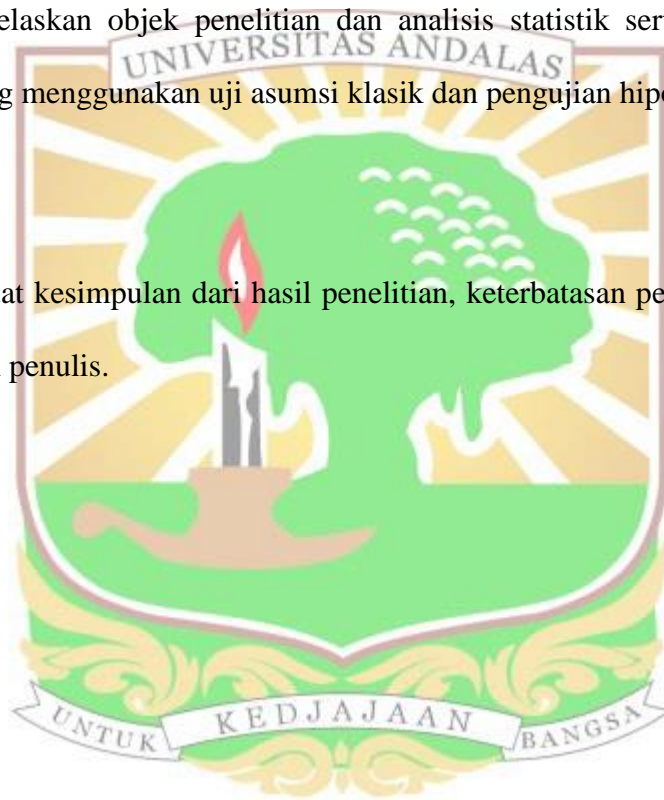 elaskan objek penelitian dan analisis statistik ser
UNIVERSITAS ANDALAS
g menggunakan uji asumsi klasik dan pengujian hipo
at kesimpulan dari hasil penelitian, keterbatasan pe
penulis.
UNTUK KEDJAJAAN BANGSA